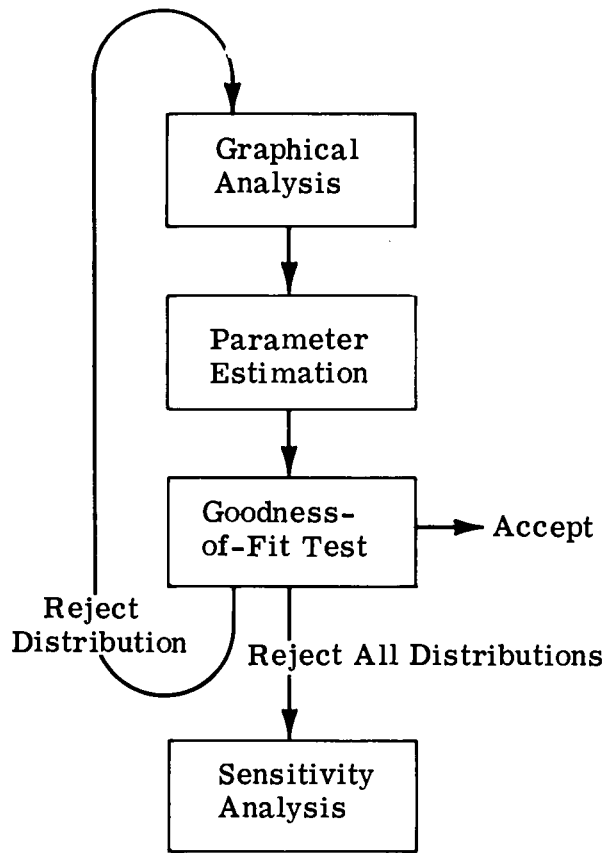 Graphical
Analysis
Parameter
Estimation
Goodness-
of-Fit Test
Accept
Reject
Distribution
Reject All Distributions
Sensitivity
Analysis